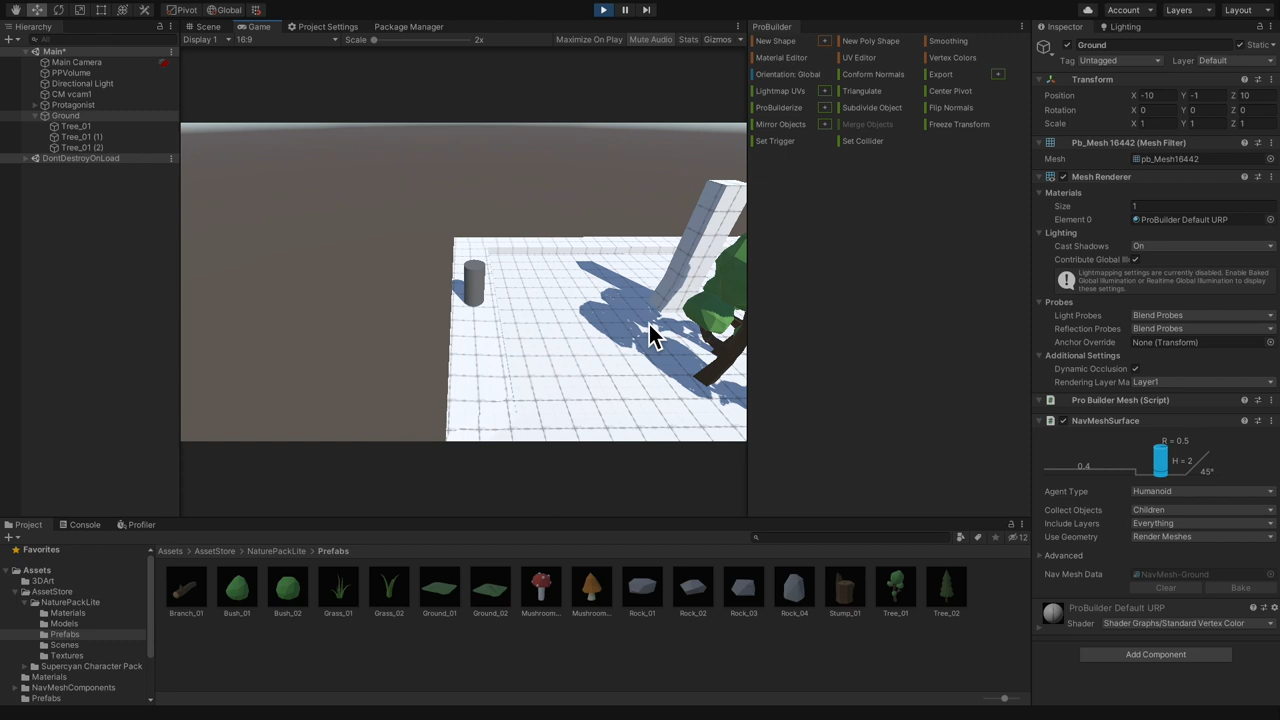 Pivot Global Account Layers Layout
Hierarchy Scene Game Project Settings Package Manager ProBuilder Inspector Lighting
All Display 1 16:9 Scale 2x Maximize On Play Mute Audio Stats Gizmos
Main*
Main Camera
PPVolume
Directional Light
CM vcam1
Protagonist
Ground
Tree_01
Tree_01 (1)
Tree_01 (2)
DontDestroyOnLoad
New Shape New Poly Shape Smoothing
Material Editor UV Editor Vertex Colors
Orientation: Global Conform Normals Export
Lightmap UVs Triangulate Center Pivot
ProBuilderize Subdivide Object Flip Normals
Mirror Objects Merge Objects Freeze Transform
Set Trigger Set Collider
Ground Static
Tag Untagged Layer Default
Transform
Position X -10 Y -1 Z 10
Rotation X 0 Y 0 Z 0
Scale X 1 Y 1 Z 1
Pb_Mesh 16442 (Mesh Filter)
Mesh pb_Mesh16442
Mesh Renderer
Materials
Size 1
Element 0 ProBuilder Default URP
Lighting
Cast Shadows On
Contribute Global Ill
Lightmapping settings are currently disabled. Enable Baked
Global Illumination or Realtime Global Illumination to display
these settings.
Probes
Light Probes Blend Probes
Reflection Probes Blend Probes
Anchor Override None (Transform)
Additional Settings
Dynamic Occlusion
Rendering Layer Ma Layer1
Pro Builder Mesh (Script)
NavMeshSurface
R = 0.5
0.4 H = 2
45°
Agent Type Humanoid
Collect Objects Children
Include Layers Everything
Use Geometry Render Meshes
Advanced
Nav Mesh Data NavMesh-Ground
Clear Bake
ProBuilder Default URP
Shader Shader Graphs/Standard Vertex Color
Add Component
Project Console Profiler
12
Favorites
Assets
3DArt
AssetStore
NaturePackLite
Materials
Models
Prefabs
Scenes
Textures
Supercyan Character Pack
Materials
NavMeshComponents
Prefabs
Assets > AssetStore > NaturePackLite > Prefabs
Branch_01 Bush_01 Bush_02 Grass_01 Grass_02 Ground_01 Ground_02 Mushroom... Mushroom... Rock_01 Rock_02 Rock_03 Rock_04 Stump_01 Tree_01 Tree_02